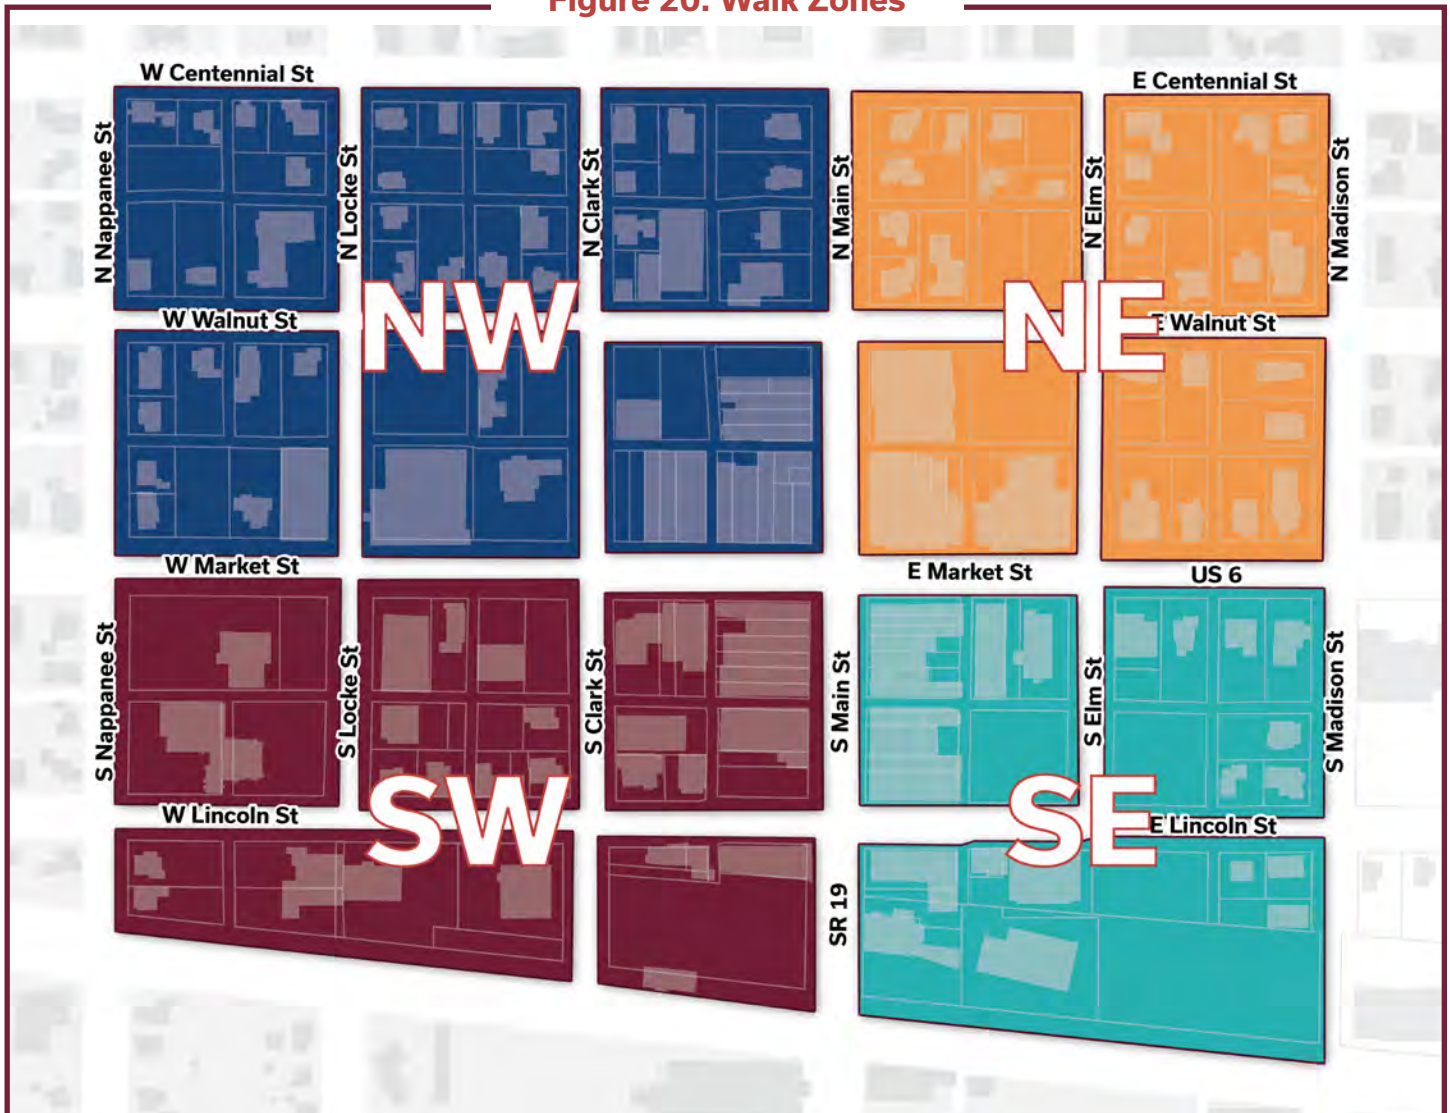 Figure 20: Walk Zones
W Centennial St
E Centennial St
N Nappanee St
N Locke St
N Clark St
N Main St
N Elm St
N Madison St
NW
NE
W Walnut St
E Walnut St
W Market St
E Market St
US 6
S Nappanee St
S Locke St
S Clark St
S Main St
S Elm St
S Madison St
SW
SE
W Lincoln St
E Lincoln St
SR 19